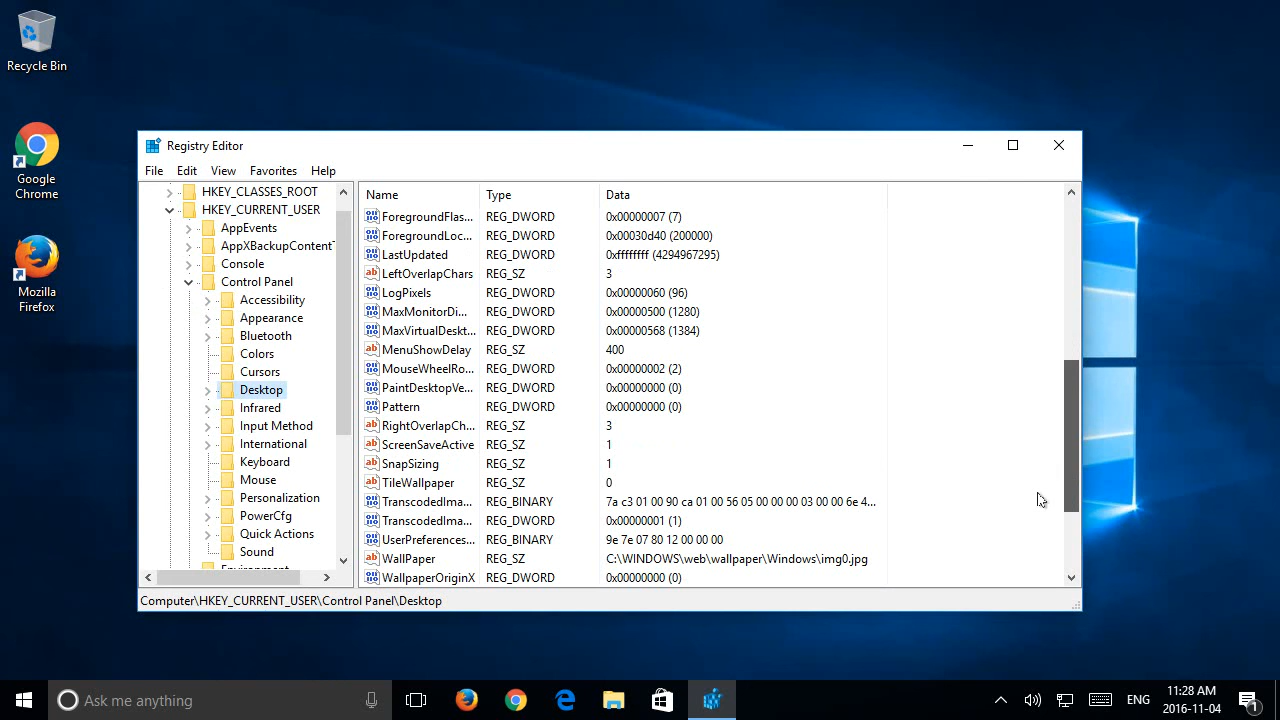 Recycle Bin
Google
Chrome
Mozilla
Firefox
Registry Editor
File Edit View Favorites Help
HKEY_CLASSES_ROOT
HKEY_CURRENT_USER
AppEvents
AppXBackupContent
Console
Control Panel
Accessibility
Appearance
Bluetooth
Colors
Cursors
Desktop
Infrared
Input Method
International
Keyboard
Mouse
Personalization
PowerCfg
Quick Actions
Sound
Environment
Name Type Data
ForegroundFlas... REG_DWORD 0x00000007 (7)
ForegroundLoc... REG_DWORD 0x00030d40 (200000)
LastUpdated REG_DWORD 0xffffffff (4294967295)
LeftOverlapChars REG_SZ 3
LogPixels REG_DWORD 0x00000060 (96)
MaxMonitorDi... REG_DWORD 0x00000500 (1280)
MaxVirtualDeskt... REG_DWORD 0x00000568 (1384)
MenuShowDelay REG_SZ 400
MouseWheelRo... REG_DWORD 0x00000002 (2)
PaintDesktopVe... REG_DWORD 0x00000000 (0)
Pattern REG_DWORD 0x00000000 (0)
RightOverlapCh... REG_SZ 3
ScreenSaveActive REG_SZ 1
SnapSizing REG_SZ 1
TileWallpaper REG_SZ 0
TranscodedIma... REG_BINARY 7a c3 01 00 90 ca 01 00 56 05 00 00 00 03 00 00 6e 4...
TranscodedIma... REG_DWORD 0x00000001 (1)
UserPreferences... REG_BINARY 9e 7e 07 80 12 00 00 00
WallPaper REG_SZ C:\WINDOWS\web\wallpaper\Windows\img0.jpg
WallpaperOriginX REG_DWORD 0x00000000 (0)
Computer\HKEY_CURRENT_USER\Control Panel\Desktop
Ask me anything
ENG
11:28 AM
2016-11-04
1